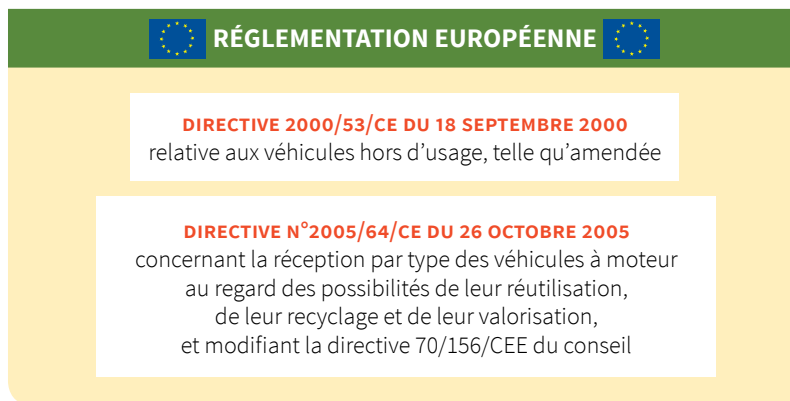 RÉGLEMENTATION EUROPÉENNE
DIRECTIVE 2000/53/CE DU 18 SEPTEMBRE 2000
relative aux véhicules hors d’usage, telle qu’amendée
DIRECTIVE N°2005/64/CE DU 26 OCTOBRE 2005
concernant la réception par type des véhicules à moteur
au regard des possibilités de leur réutilisation,
de leur recyclage et de leur valorisation,
et modifiant la directive 70/156/CEE du conseil